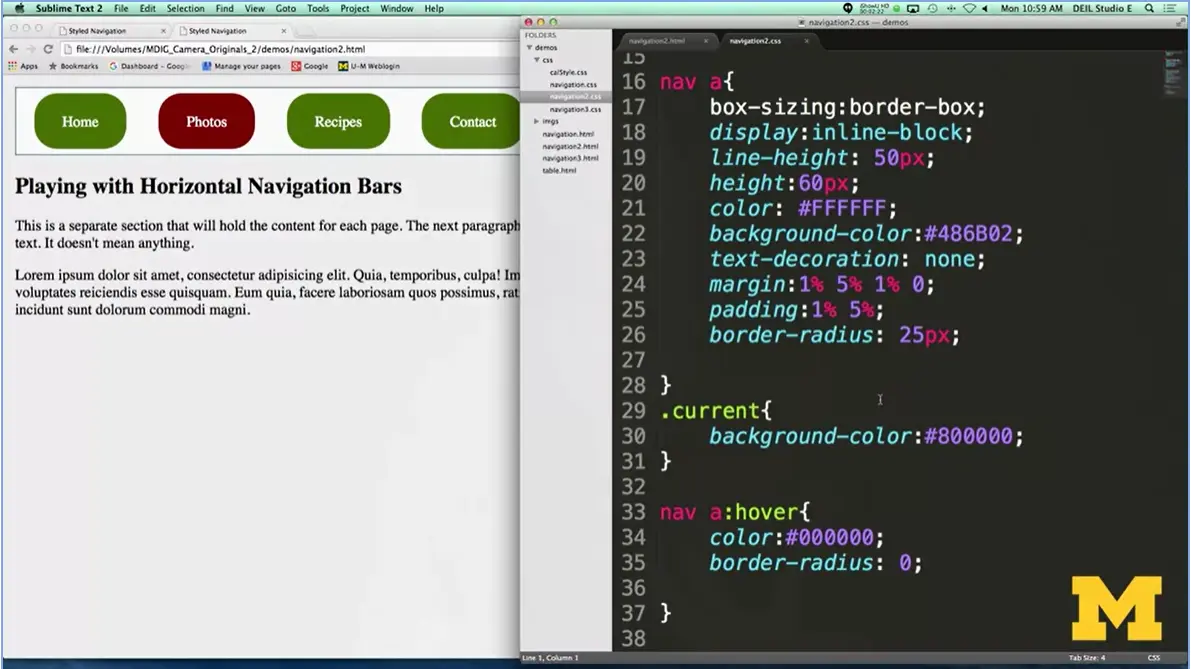 Sublime Text 2 File Edit Selection Find View Goto Tools Project Window Help
Mon 10:59 AM DEIL Studio E
Styled Navigation
Styled Navigation
file:///Volumes/MDIG_Camera_Originals_2/demos/navigation2.html
Apps Bookmarks Dashboard - Google Manage your pages Google U-M Weblogin
Home Photos Recipes Contact
Playing with Horizontal Navigation Bars
This is a separate section that will hold the content for each page. The next paragraph
text. It doesn't mean anything.
Lorem ipsum dolor sit amet, consectetur adipisicing elit. Quia, temporibus, culpa! Im
voluptates reiciendis esse quisquam. Eum quia, facere laboriosam quos possimus, rat
incidunt sunt dolorum commodi magni.
navigation2.css — demos
FOLDERS
demos
css
calStyle.css
navigation.css
navigation2.css
navigation3.css
imgs
navigation.html
navigation2.html
navigation3.html
table.html
navigation2.html
navigation2.css
15
16 nav a{
17 box-sizing:border-box;
18 display:inline-block;
19 line-height: 50px;
20 height:60px;
21 color: #FFFFFF;
22 background-color:#486B02;
23 text-decoration: none;
24 margin:1% 5% 1% 0;
25 padding:1% 5%;
26 border-radius: 25px;
27
28 }
29 .current{
30 background-color:#800000;
31 }
32
33 nav a:hover{
34 color:#000000;
35 border-radius: 0;
36
37 }
38
M
Line 1, Column 1
Tab Size: 4
CSS